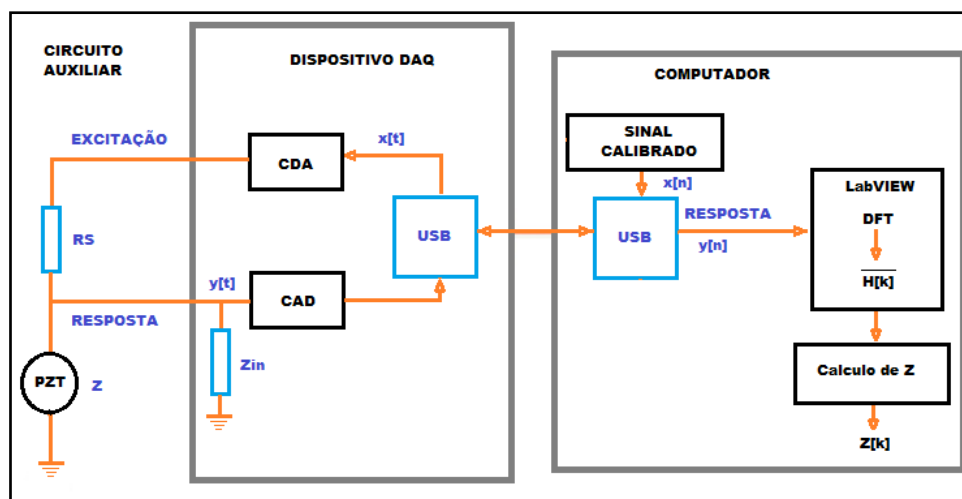 CIRCUITO
AUXILIAR
EXCITAÇÃO
RS
RESPOSTA
PZT
Z
DISPOSITIVO DAQ
x[t]
CDA
USB
y[t]
CAD
Zin
COMPUTADOR
SINAL
CALIBRADO
x[n]
USB
RESPOSTA
y[n]
LabVIEW
DFT
H[k]
Calculo de Z
Z[k]